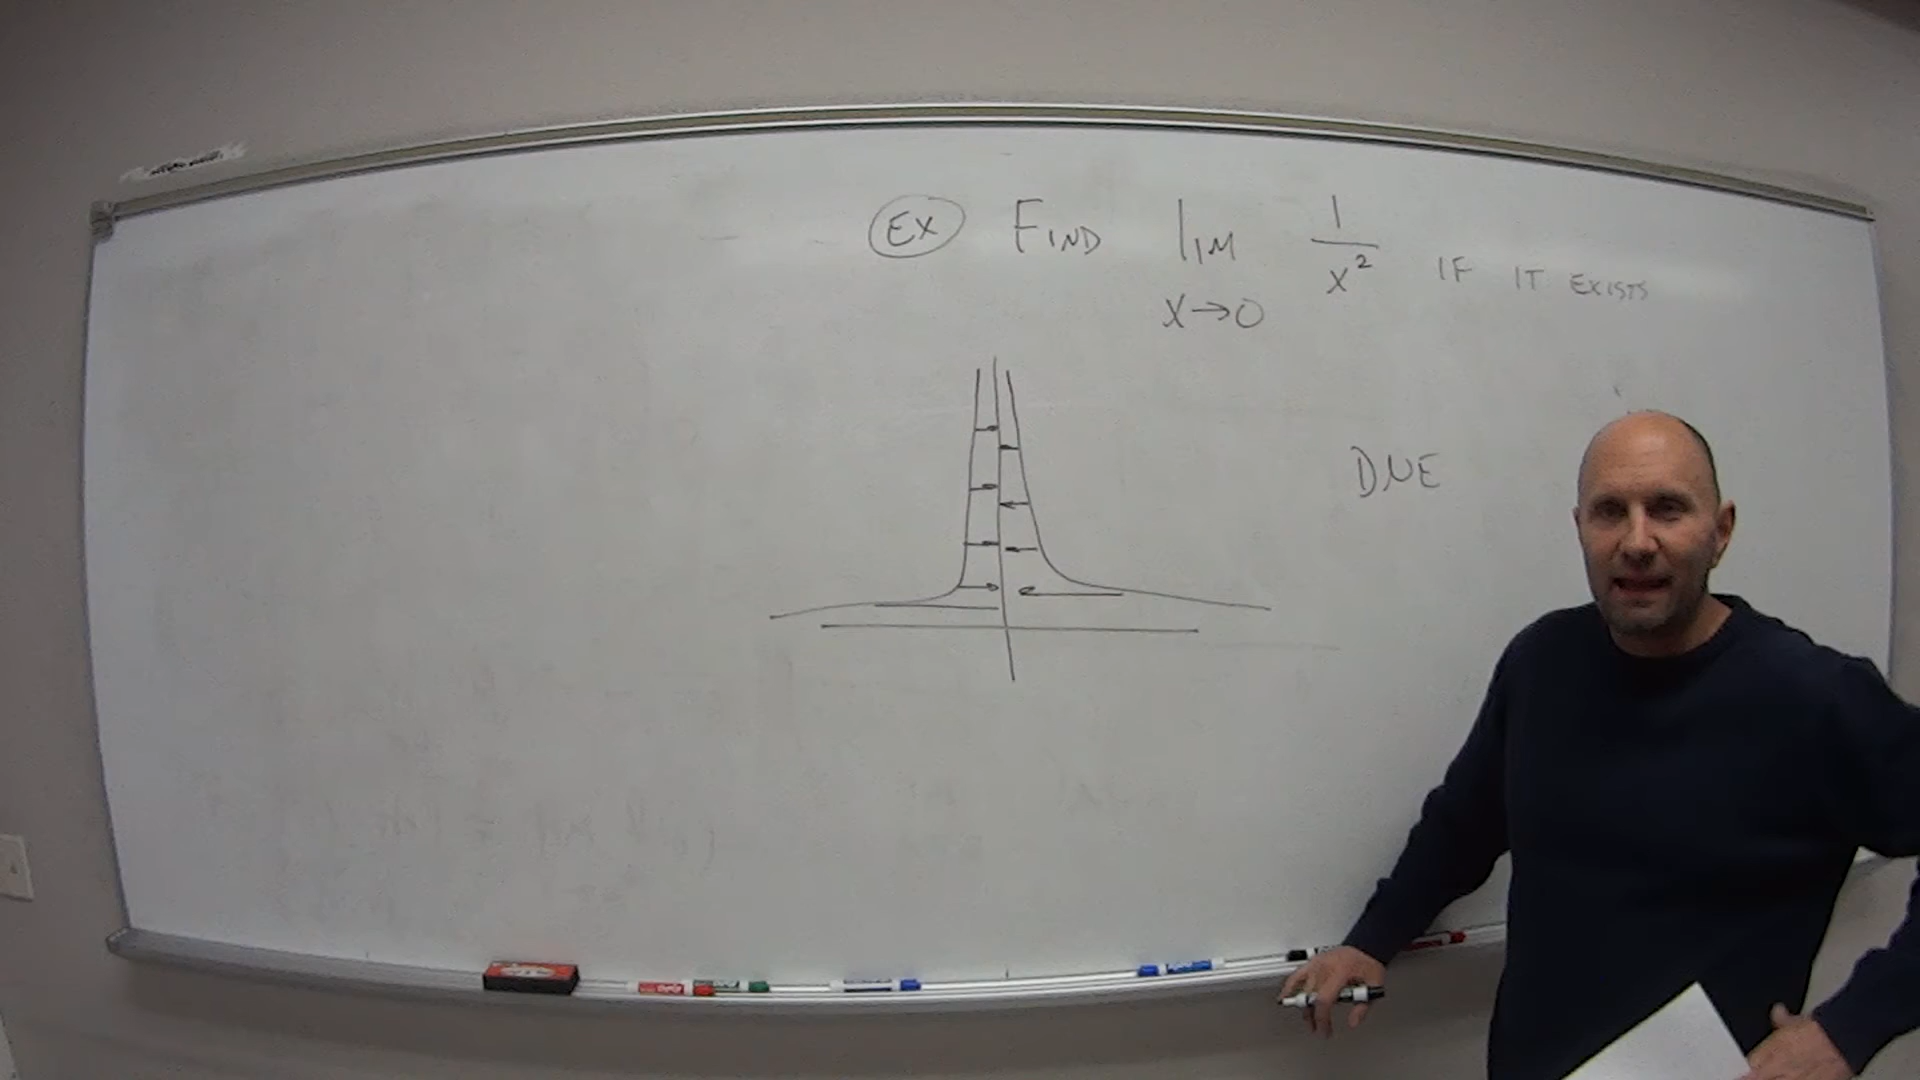 EX FIND lim 1/x² IF IT EXISTS
x→0
DNE